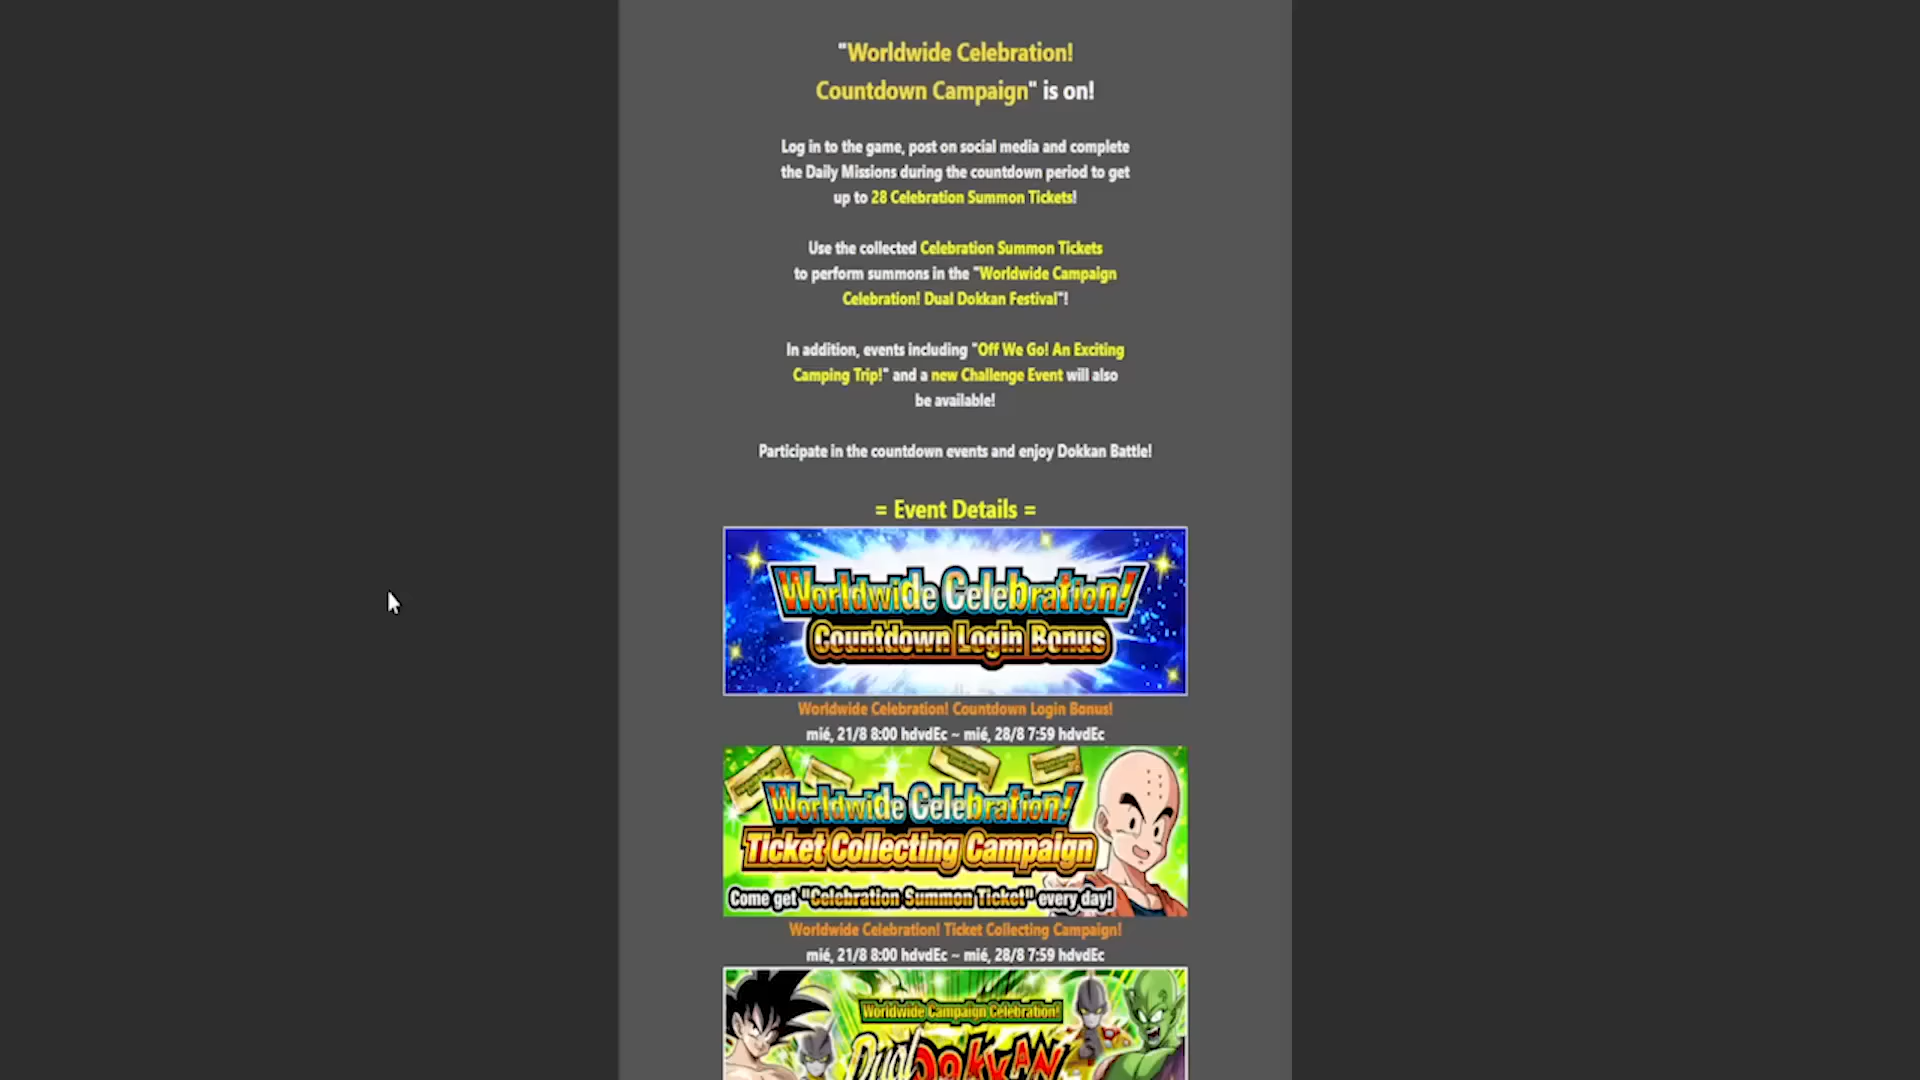 "Worldwide Celebration!
Countdown Campaign" is on!
Log in to the game, post on social media and complete
the Daily Missions during the countdown period to get
up to 28 Celebration Summon Tickets!
Use the collected Celebration Summon Tickets
to perform summons in the "Worldwide Campaign
Celebration! Dual Dokkan Festival"!
In addition, events including "Off We Go! An Exciting
Camping Trip!" and a new Challenge Event will also
be available!
Participate in the countdown events and enjoy Dokkan Battle!
= Event Details =
Worldwide Celebration!
Countdown Login Bonus
Worldwide Celebration! Countdown Login Bonus!
mié, 21/8 8:00 hdvdEc ~ mié, 28/8 7:59 hdvdEc
Worldwide Celebration!
Ticket Collecting Campaign
Come get "Celebration Summon Ticket" every day!
Worldwide Celebration! Ticket Collecting Campaign!
mié, 21/8 8:00 hdvdEc ~ mié, 28/8 7:59 hdvdEc
Worldwide Campaign Celebration!
Dual DOKKAN